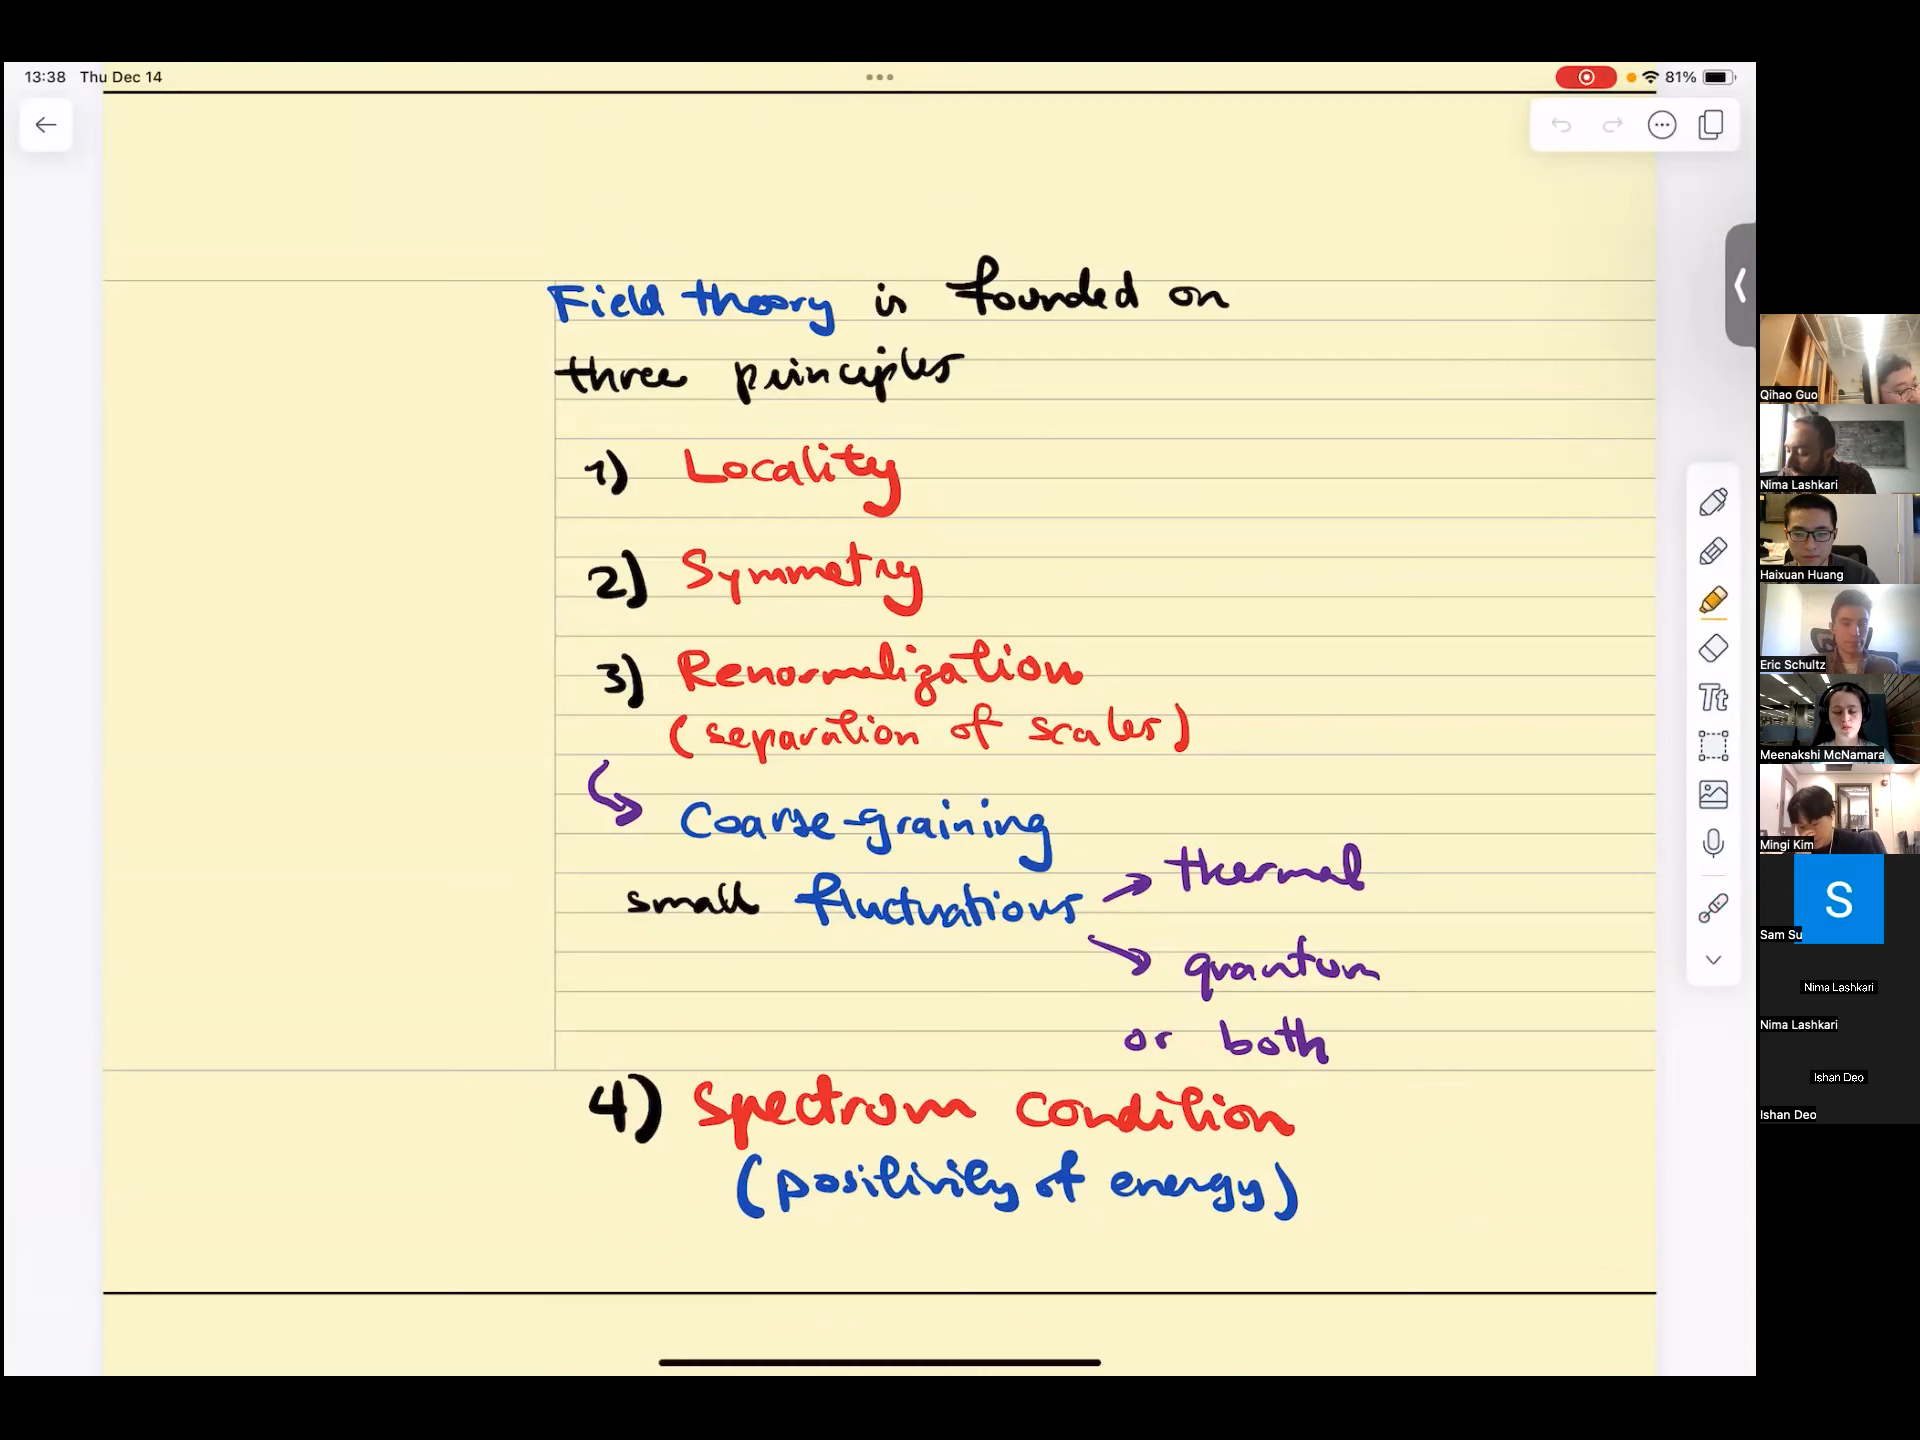 13:38 Thu Dec 14
81%
Field theory is founded on
three principles
1) Locality
2) Symmetry
3) Renormalization
(separation of scales)
Coarse-graining
small fluctuations
thermal
quantum
or both
4) Spectrum condition
(positivity of energy)
Tt
Qihao Guo
Nima Lashkari
Haixuan Huang
Eric Schultz
Meenakshi McNamara
Mingi Kim
S
Sam Su
Nima Lashkari
Nima Lashkari
Ishan Deo
Ishan Deo